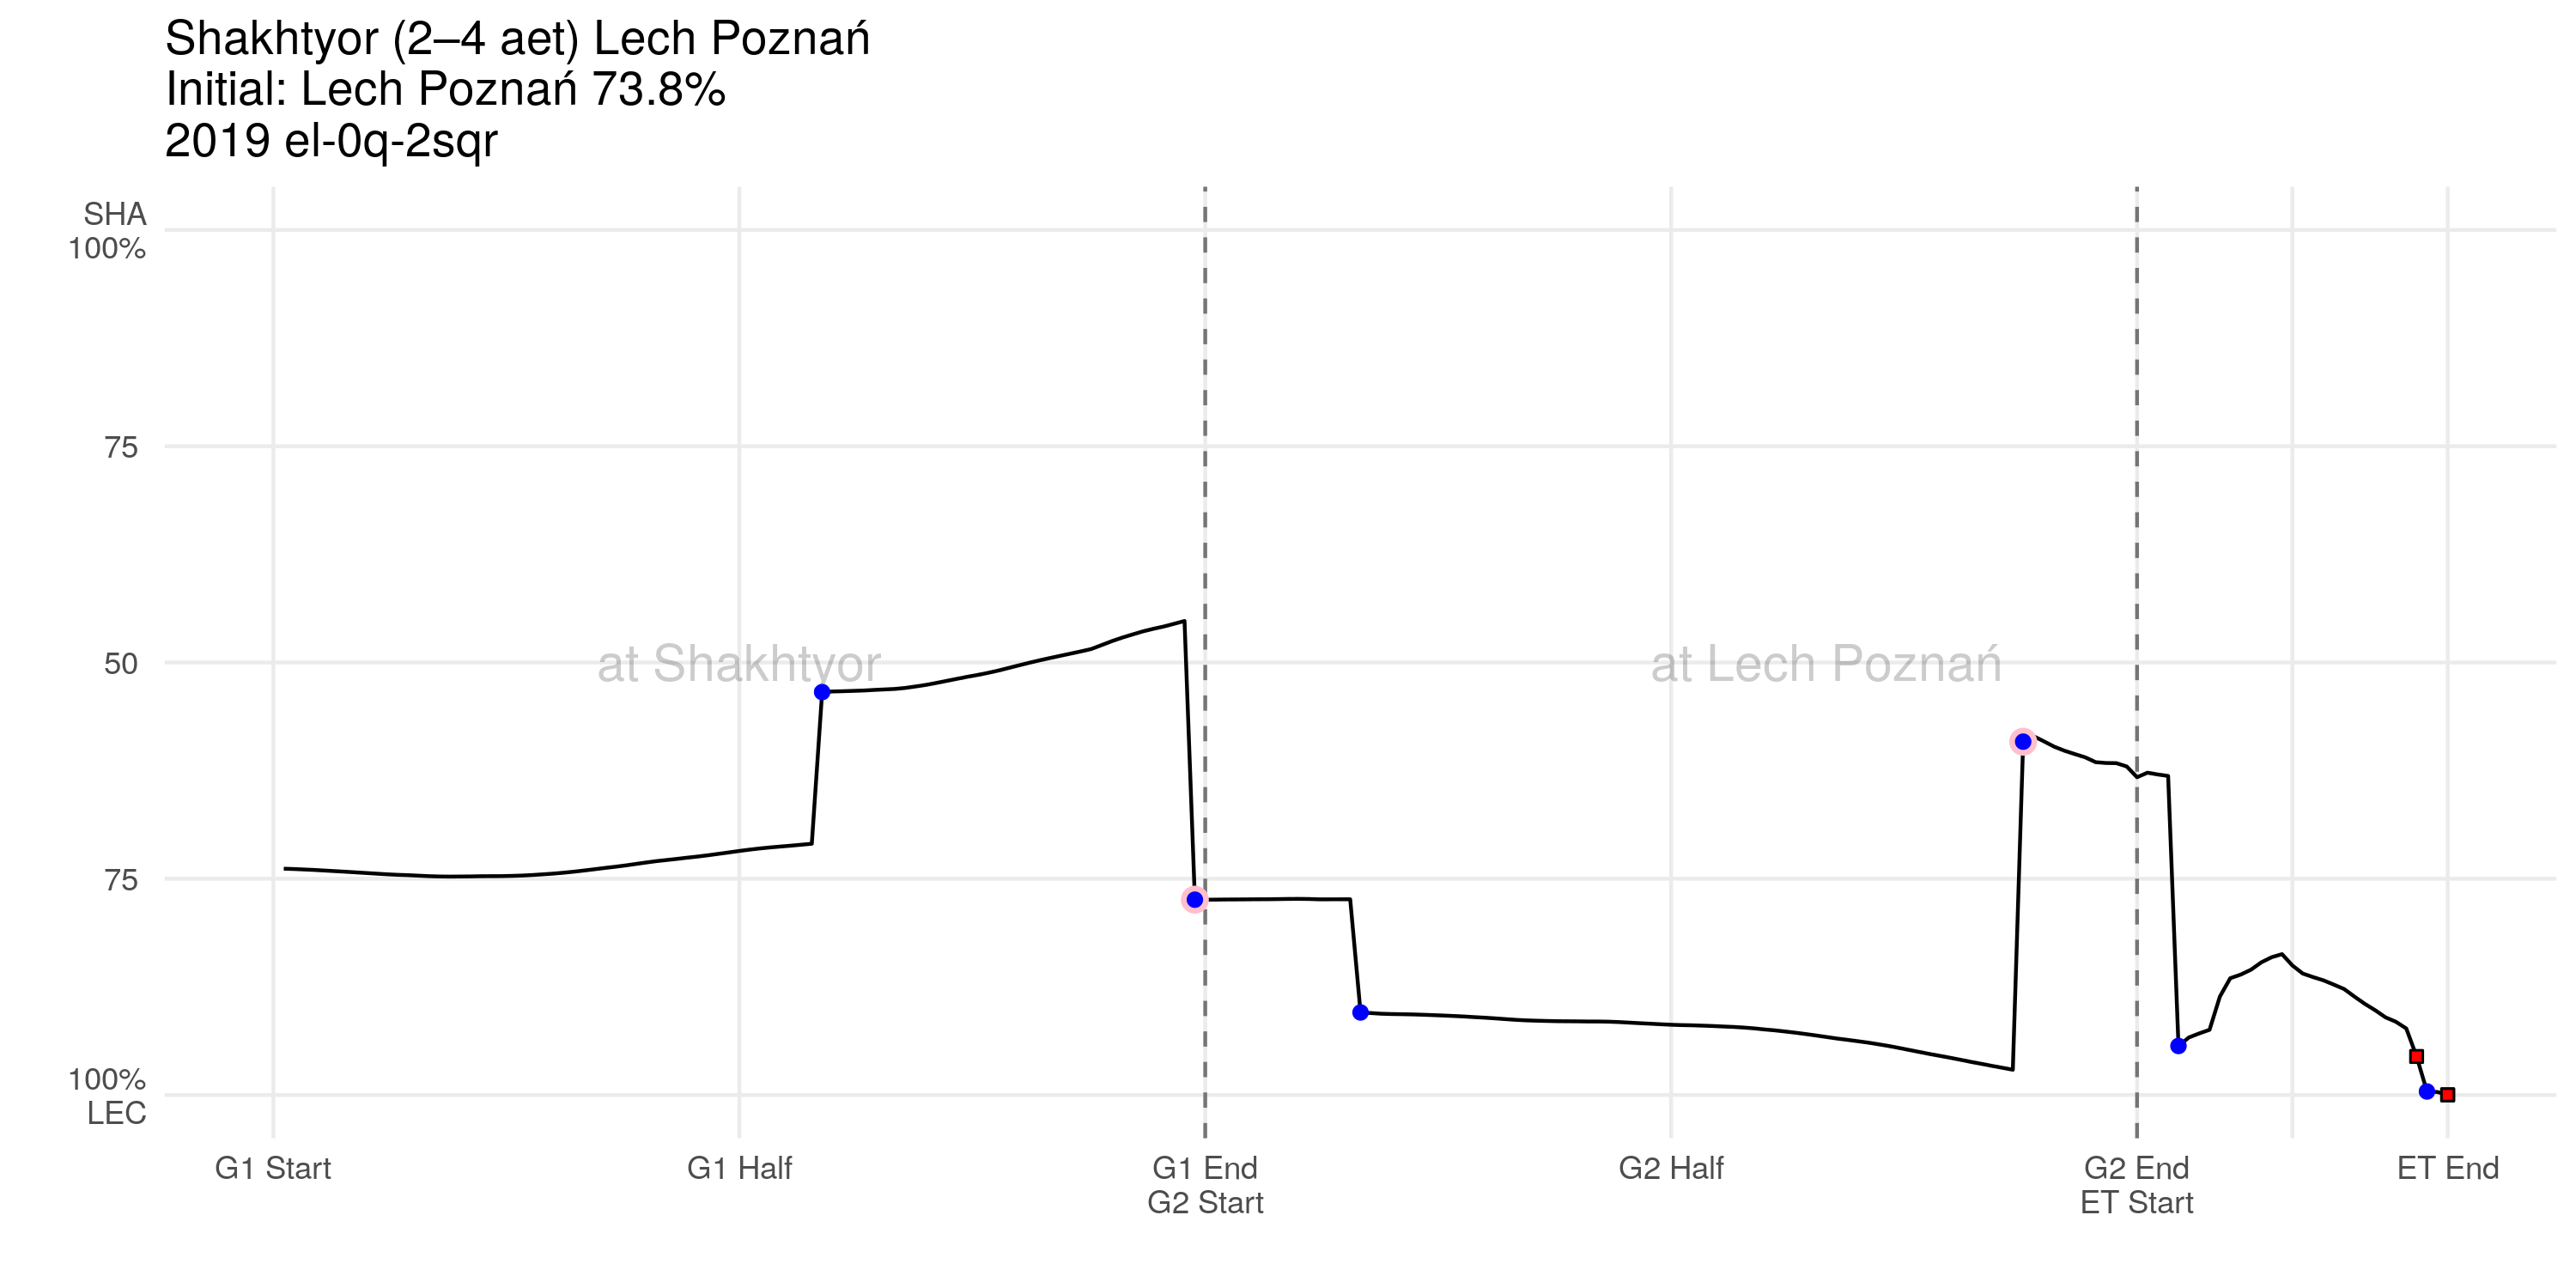 Shakhtyor (2–4 aet) Lech Poznań
Initial: Lech Poznań 73.8%
2019 el-0q-2sqr
SHA
100%
75
50
75
100%
LEC
at Shakhtyor
at Lech Poznań
G1 Start
G1 Half
G1 End
G2 Start
G2 Half
G2 End
ET Start
ET End